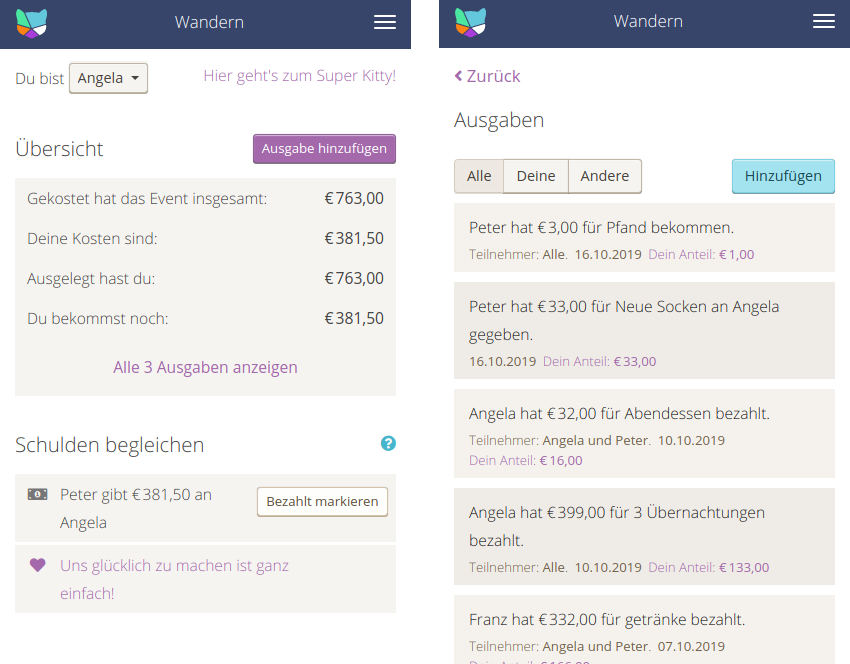 Wandern
Du bist Angela
Hier geht's zum Super Kitty!
Übersicht
Ausgabe hinzufügen
Gekostet hat das Event insgesamt: €763,00
Deine Kosten sind: €381,50
Ausgelegt hast du: €763,00
Du bekommst noch: €381,50
Alle 3 Ausgaben anzeigen
Schulden begleichen
?
Peter gibt €381,50 an
Angela
Bezahlt markieren
Uns glücklich zu machen ist ganz
einfach!
Wandern
Zurück
Ausgaben
Alle Deine Andere
Hinzufügen
Peter hat €3,00 für Pfand bekommen.
Teilnehmer: Alle. 16.10.2019 Dein Anteil: €1,00
Peter hat €33,00 für Neue Socken an Angela
gegeben.
16.10.2019 Dein Anteil: €33,00
Angela hat €32,00 für Abendessen bezahlt.
Teilnehmer: Angela und Peter. 10.10.2019
Dein Anteil: €16,00
Angela hat €399,00 für 3 Übernachtungen
bezahlt.
Teilnehmer: Alle. 10.10.2019 Dein Anteil: €133,00
Franz hat €332,00 für getränke bezahlt.
Teilnehmer: Angela und Peter. 07.10.2019